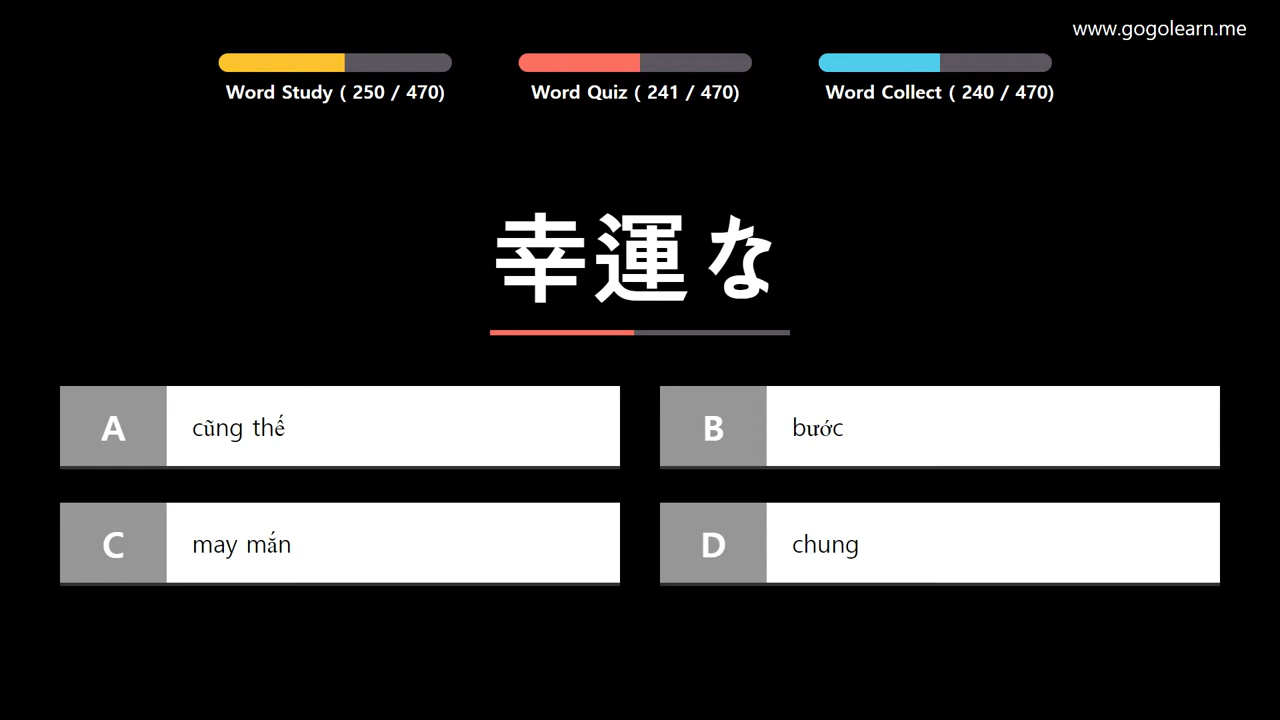 www.gogolearn.me
Word Study ( 250 / 470)
Word Quiz ( 241 / 470)
Word Collect ( 240 / 470)
幸運な
A cũng thế
B bước
C may mắn
D chung